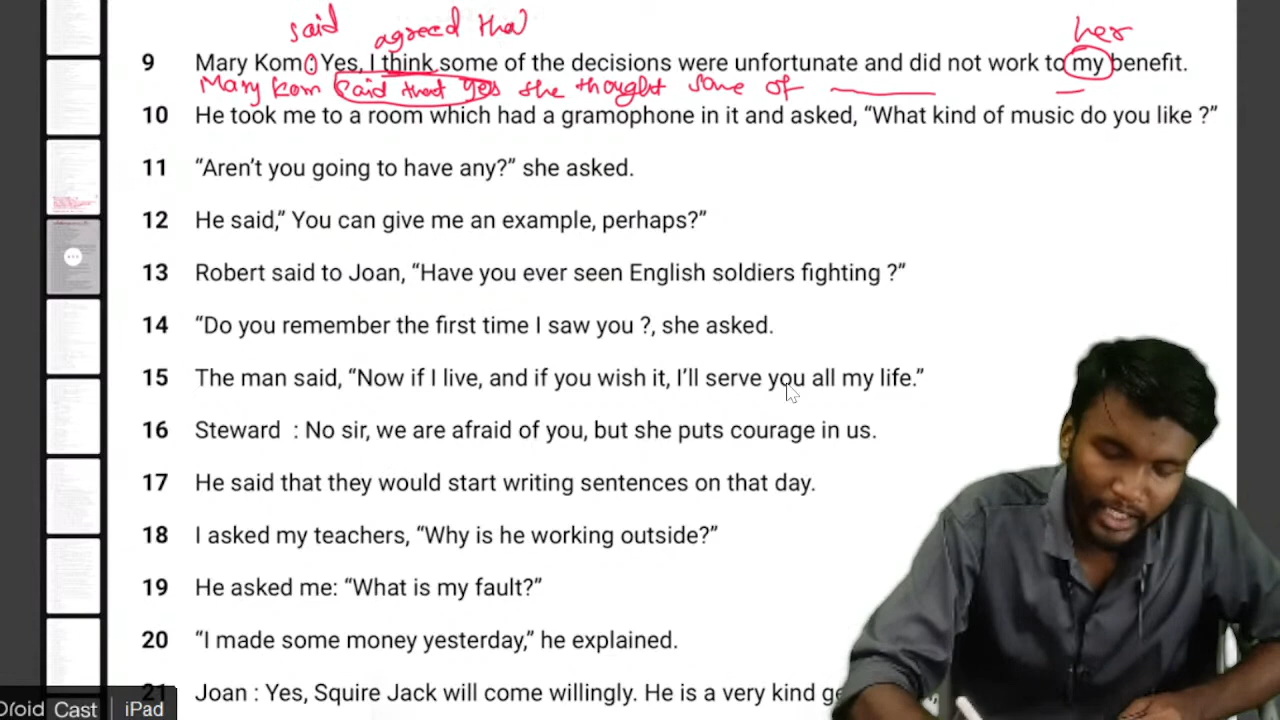 said agreed tha her
9 Mary Kom : Yes, I think some of the decisions were unfortunate and did not work to my benefit.
Mary Kom said that yes she thought some of
10 He took me to a room which had a gramophone in it and asked, “What kind of music do you like ?”
11 “Aren’t you going to have any?” she asked.
12 He said,” You can give me an example, perhaps?”
13 Robert said to Joan, “Have you ever seen English soldiers fighting ?”
14 “Do you remember the first time I saw you ?, she asked.
15 The man said, “Now if I live, and if you wish it, I’ll serve you all my life.”
16 Steward : No sir, we are afraid of you, but she puts courage in us.
17 He said that they would start writing sentences on that day.
18 I asked my teachers, “Why is he working outside?”
19 He asked me: “What is my fault?”
20 “I made some money yesterday,” he explained.
21 Joan : Yes, Squire Jack will come willingly. He is a very kind
Droid Cast iPad